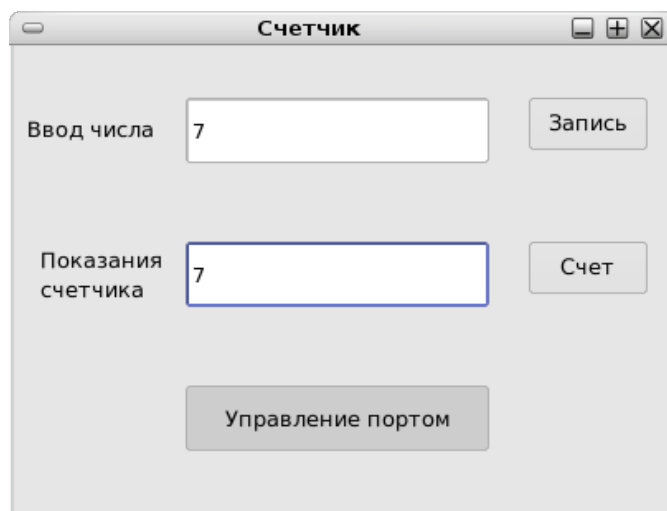 Счетчик
Ввод числа
7
Запись
Показания
счетчика
7
Счет
Управление портом